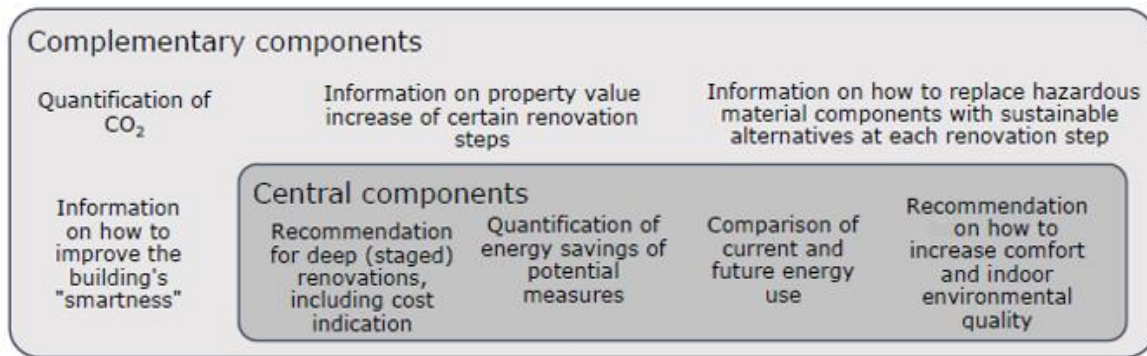 Complementary components
Quantification of
CO₂
Information on property value
increase of certain renovation
steps
Information on how to replace hazardous
material components with sustainable
alternatives at each renovation step
Information
on how to
improve the
building's
"smartness"
Central components
Recommendation
for deep (staged)
renovations,
including cost
indication
Quantification of
energy savings of
potential
measures
Comparison of
current and
future energy
use
Recommendation
on how to
increase comfort
and indoor
environmental
quality